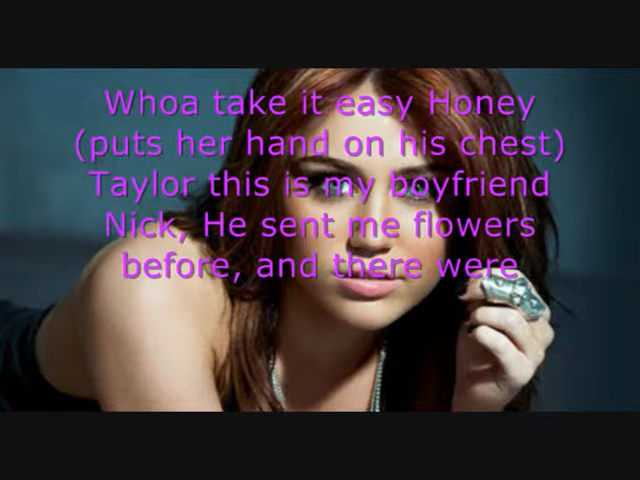 Whoa take it easy Honey
(puts her hand on his chest)
Taylor this is my boyfriend
Nick, He sent me flowers
before, and there were